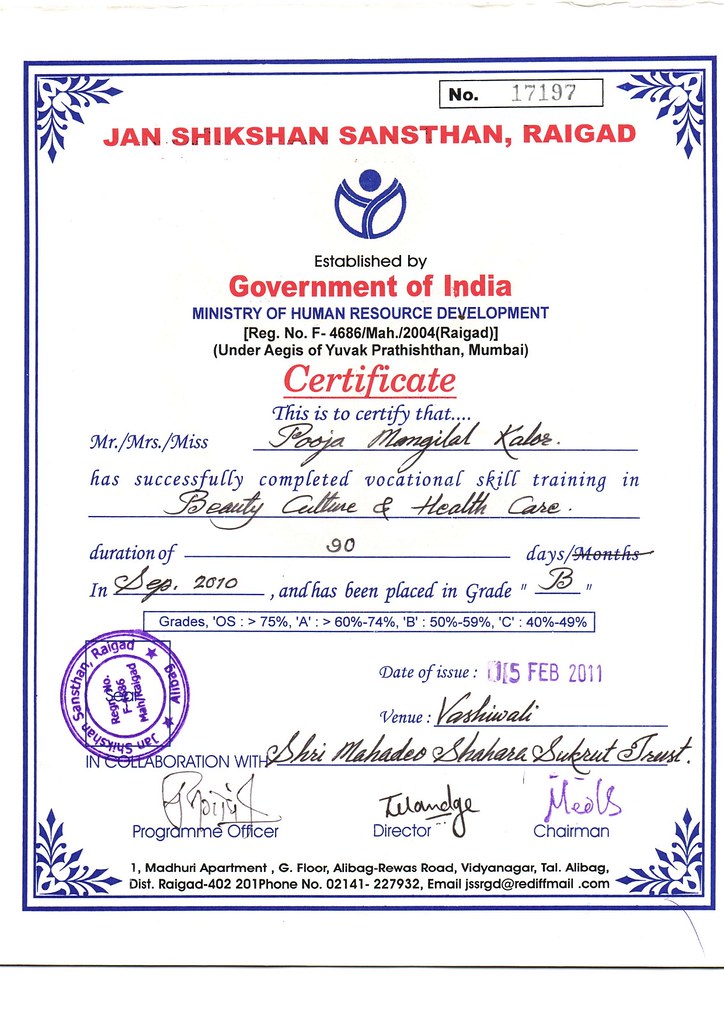 No. 17197
JAN SHIKSHAN SANSTHAN, RAIGAD
Established by
Government of India
MINISTRY OF HUMAN RESOURCE DEVELOPMENT
[Reg. No. F- 4686/Mah./2004(Raigad)]
(Under Aegis of Yuvak Prathishthan, Mumbai)
Certificate
This is to certify that....
Mr./Mrs./Miss Pooja Mangilal Kalor.
has successfully completed vocational skill training in
Beauty Culture & Health Care.
duration of 90 days/Months
In Sep. 2010, and has been placed in Grade " B "
Grades, 'OS : > 75%, 'A' : > 60%-74%, 'B' : 50%-59%, 'C' : 40%-49%
Jan Shikshan Sansthan, Raigad ★ Alibag ★
Regn. No.
F-4686
Mah/Raigad
Date of issue : 15 FEB 2011
Venue : Vashiwali
IN COLLABORATION WITH Shri Mahadeo Shahara Sukrut Trust.
Programme Officer Director Chairman
1, Madhuri Apartment , G. Floor, Alibag-Rewas Road, Vidyanagar, Tal. Alibag,
Dist. Raigad-402 201Phone No. 02141- 227932, Email jssrgd@rediffmail .com